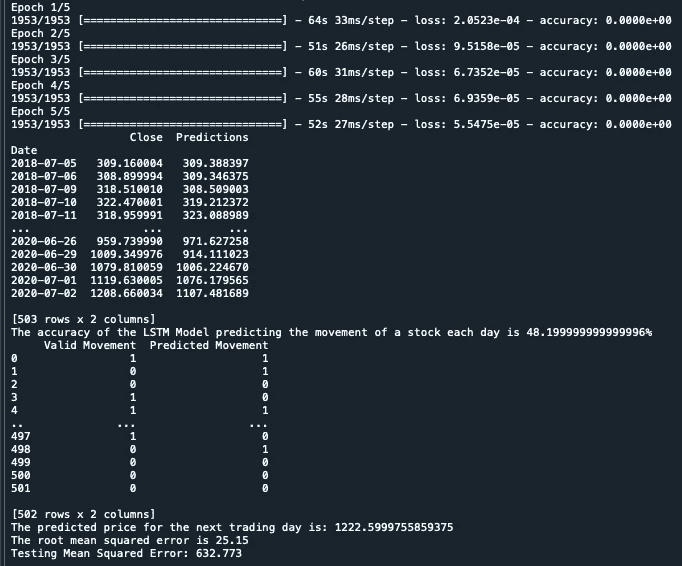 Epoch 1/5
1953/1953 [==============================] - 64s 33ms/step - loss: 2.0523e-04 - accuracy: 0.0000e+00
Epoch 2/5
1953/1953 [==============================] - 51s 26ms/step - loss: 9.5158e-05 - accuracy: 0.0000e+00
Epoch 3/5
1953/1953 [==============================] - 60s 31ms/step - loss: 6.7352e-05 - accuracy: 0.0000e+00
Epoch 4/5
1953/1953 [==============================] - 55s 28ms/step - loss: 6.9359e-05 - accuracy: 0.0000e+00
Epoch 5/5
1953/1953 [==============================] - 52s 27ms/step - loss: 5.5475e-05 - accuracy: 0.0000e+00
Close Predictions
Date
2018-07-05 309.160004 309.388397
2018-07-06 308.899994 309.346375
2018-07-09 318.510010 308.509003
2018-07-10 322.470001 319.212372
2018-07-11 318.959991 323.088989
... ... ...
2020-06-26 959.739990 971.627258
2020-06-29 1009.349976 914.111023
2020-06-30 1079.810059 1006.224670
2020-07-01 1119.630005 1076.179565
2020-07-02 1208.660034 1107.481689
[503 rows x 2 columns]
The accuracy of the LSTM Model predicting the movement of a stock each day is 48.199999999999996%
Valid Movement Predicted Movement
0 1 1
1 0 1
2 0 0
3 1 0
4 1 1
.. ... ...
497 1 0
498 0 1
499 0 0
500 0 0
501 0 0
[502 rows x 2 columns]
The predicted price for the next trading day is: 1222.5999755859375
The root mean squared error is 25.15
Testing Mean Squared Error: 632.773